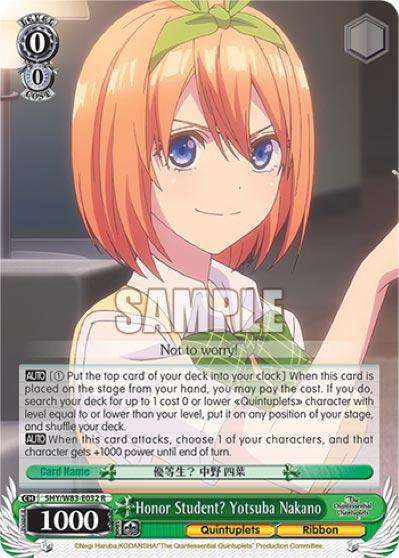 LEVEL
0
0
COST
SAMPLE
Not to worry!
AUTO [① Put the top card of your deck into your clock] When this card is
placed on the stage from your hand, you may pay the cost. If you do,
search your deck for up to 1 cost 0 or lower «Quintuplets» character with
level equal to or lower than your level, put it on any position of your stage,
and shuffle your deck.
AUTO When this card attacks, choose 1 of your characters, and that
character gets +1000 power until end of turn.
Card Name 優等生? 中野 四葉
CH 5HY/W83-E032 R
Honor Student? Yotsuba Nakano
The Quintessential Quintuplets
1000
Quintuplets Ribbon
©Negi Haruba,KODANSHA/"The Quintessential Quintuplets" Production Committee